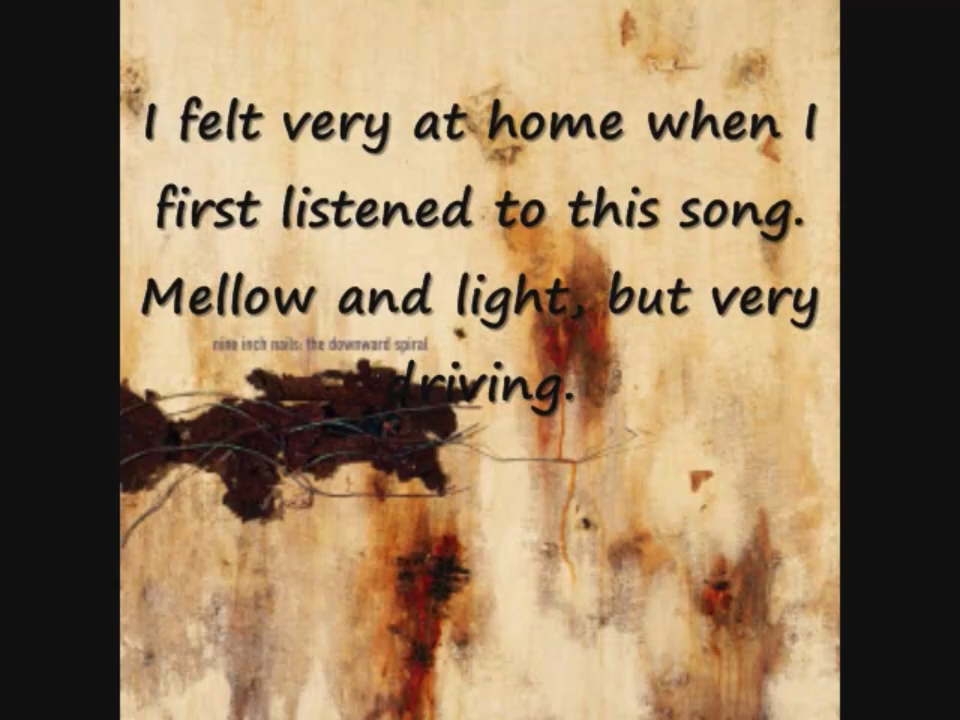 I felt very at home when I
first listened to this song.
Mellow and light, but very
nine inch nails: the downward spiral
driving.